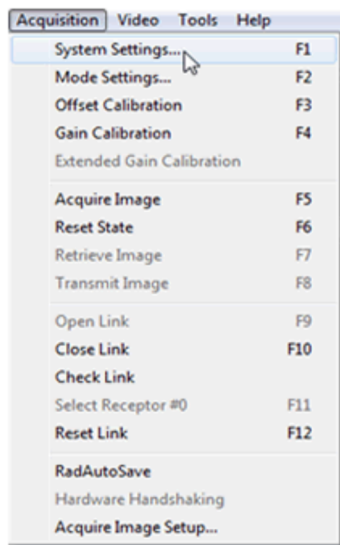 Acquisition Video Tools Help
System Settings... F1
Mode Settings... F2
Offset Calibration F3
Gain Calibration F4
Extended Gain Calibration
Acquire Image F5
Reset State F6
Retrieve Image F7
Transmit Image F8
Open Link F9
Close Link F10
Check Link
Select Receptor #0 F11
Reset Link F12
RadAutoSave
Hardware Handshaking
Acquire Image Setup...